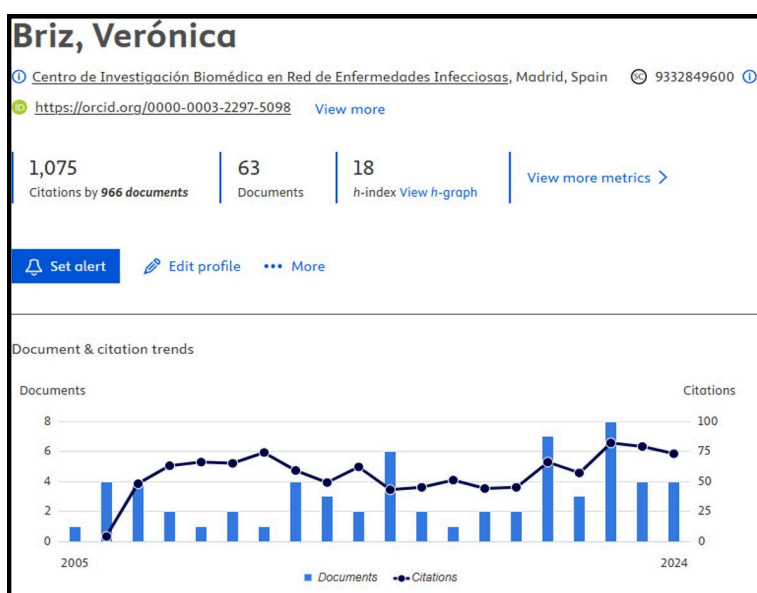 Briz, Verónica
Centro de Investigación Biomédica en Red de Enfermedades Infecciosas, Madrid, Spain SC 9332849600
iD https://orcid.org/0000-0003-2297-5098 View more
1,075 63 18
Citations by 966 documents Documents h-index View h-graph View more metrics >
Set alert Edit profile ••• More
Document & citation trends
Documents Citations
8 100
6 75
4 50
2 25
0 0
2005 2024
Documents Citations